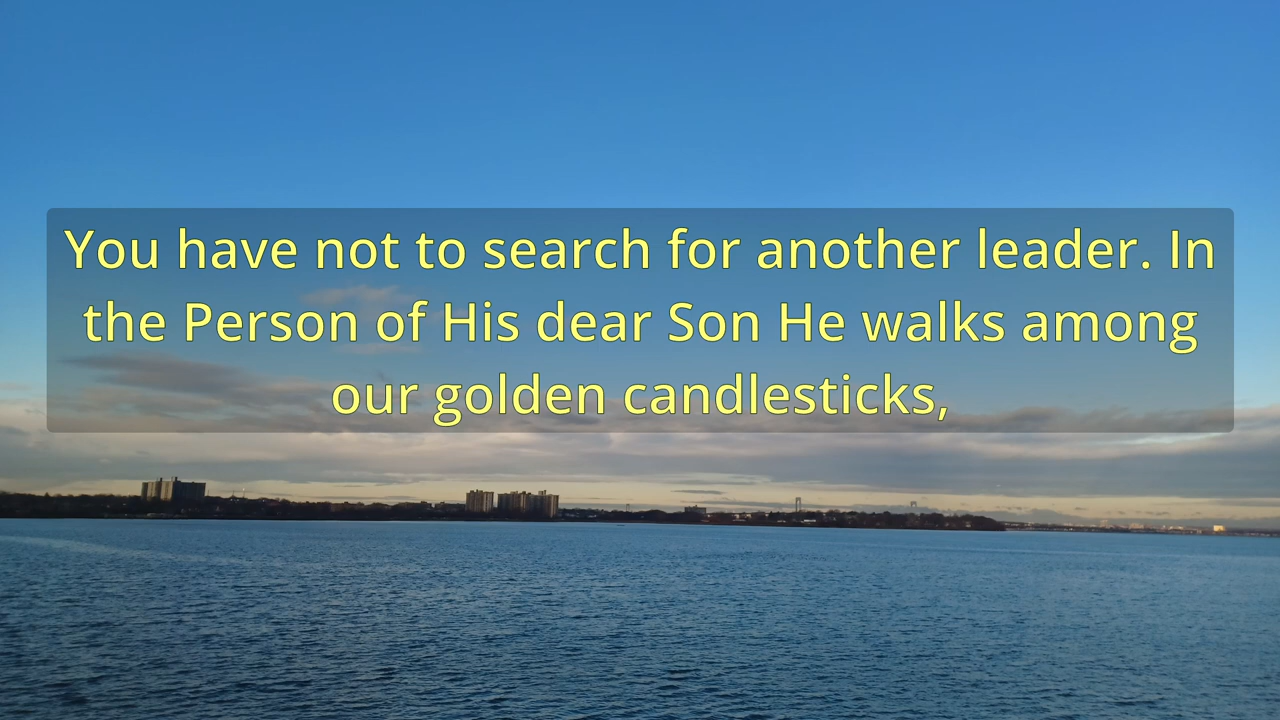 You have not to search for another leader. In
the Person of His dear Son He walks among
our golden candlesticks,